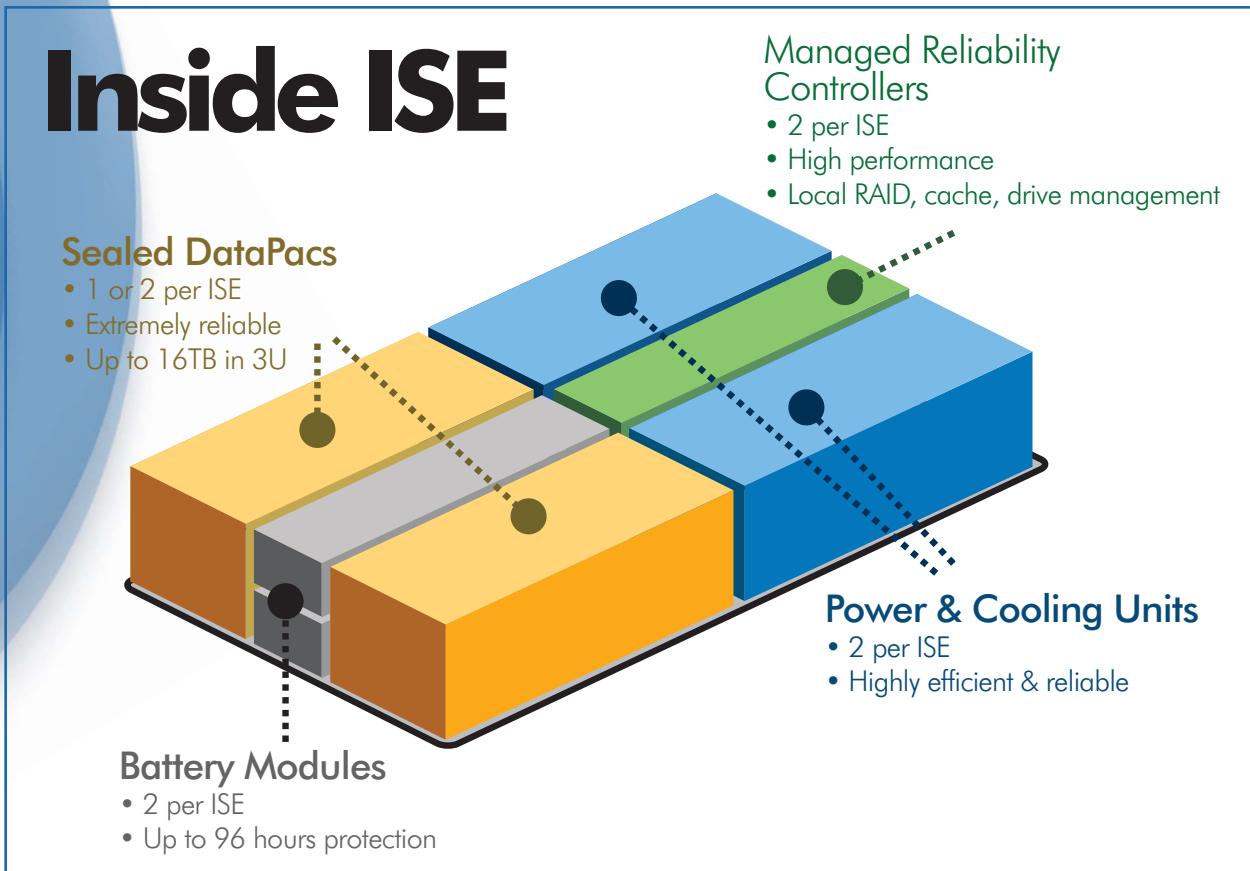 Inside ISE
Managed Reliability
Controllers
• 2 per ISE
• High performance
• Local RAID, cache, drive management
Sealed DataPacs
• 1 or 2 per ISE
• Extremely reliable
• Up to 16TB in 3U
Power & Cooling Units
• 2 per ISE
• Highly efficient & reliable
Battery Modules
• 2 per ISE
• Up to 96 hours protection